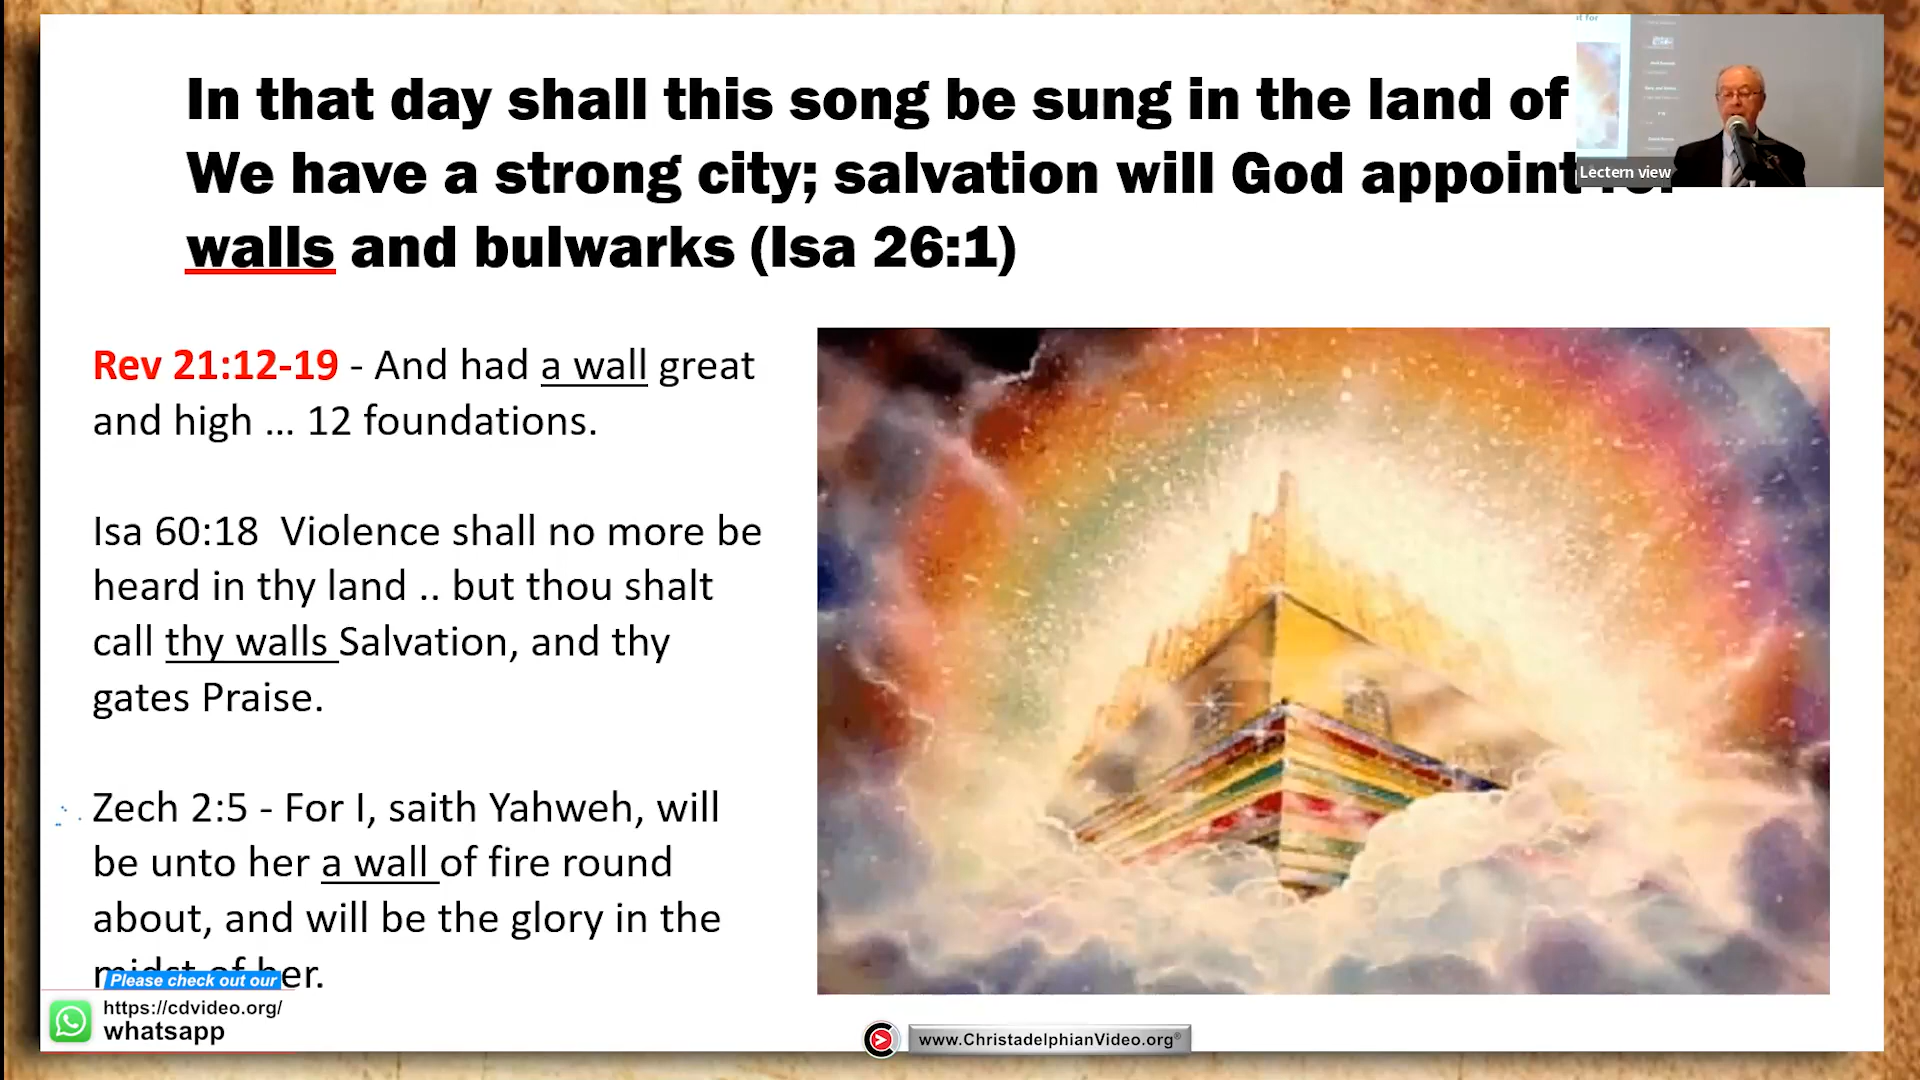 In that day shall this song be sung in the land of
We have a strong city; salvation will God appoint for
walls and bulwarks (Isa 26:1)
Lectern view
Rev 21:12-19 - And had a wall great
and high ... 12 foundations.
Isa 60:18 Violence shall no more be
heard in thy land .. but thou shalt
call thy walls Salvation, and thy
gates Praise.
Zech 2:5 - For I, saith Yahweh, will
be unto her a wall of fire round
about, and will be the glory in the
midst of her.
Please check out our
https://cdvideo.org/
whatsapp
www.ChristadelphianVideo.org®